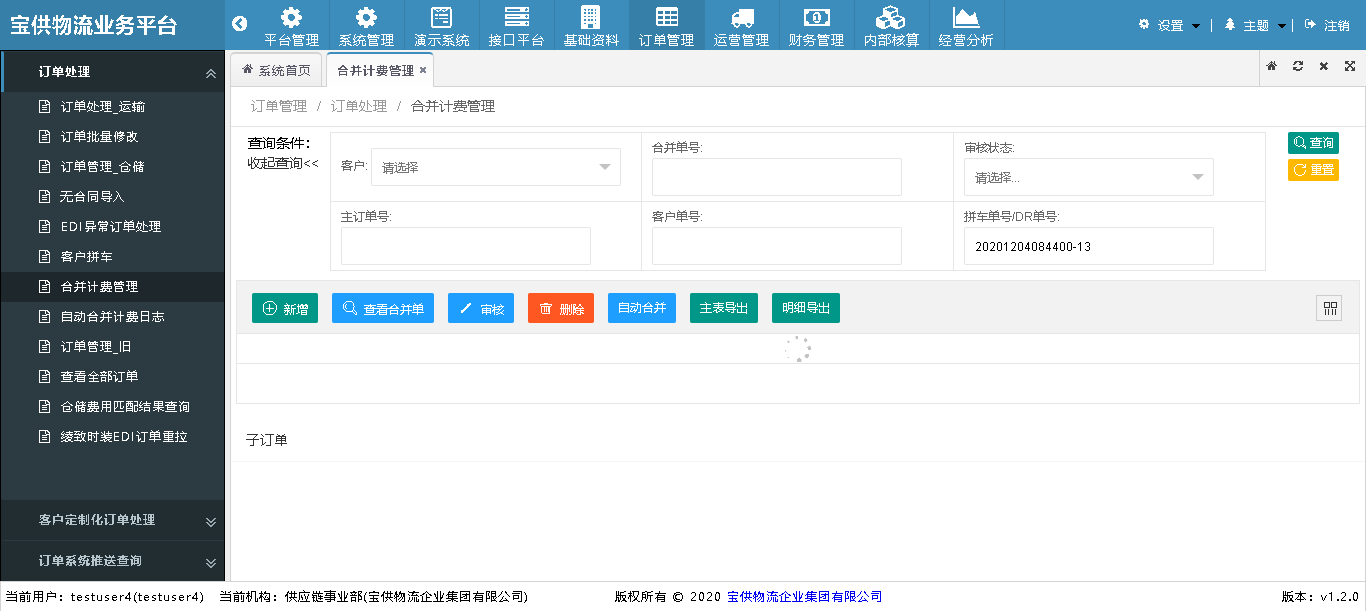 宝供物流业务平台
平台管理 系统管理 演示系统 接口平台 基础资料 订单管理 运营管理 财务管理 内部核算 经营分析
设置 主题 注销
订单处理
订单处理_运输
订单批量修改
订单管理_仓储
无合同导入
EDI异常订单处理
客户拼车
合并计费管理
自动合并计费日志
订单管理_旧
查看全部订单
仓储费用匹配结果查询
绫致时装EDI订单重拉
客户定制化订单处理
订单系统推送查询
系统首页 合并计费管理
订单管理 / 订单处理 / 合并计费管理
查询条件:
收起查询<<
客户: 请选择
合并单号:
审核状态:
请选择...
主订单号:
客户单号:
拼车单号/DR单号:
20201204084400-13
查询
重置
新增 查看合并单 审核 删除 自动合并 主表导出 明细导出
子订单
当前用户: testuser4(testuser4) 当前机构: 供应链事业部(宝供物流企业集团有限公司) 版权所有 © 2020 宝供物流企业集团有限公司 版本: v1.2.0